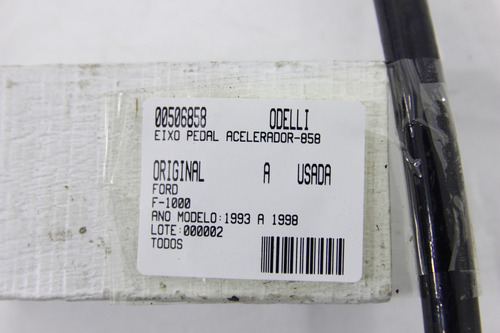 00506858 ODELLI
EIXO PEDAL ACELERADOR-858
ORIGINAL A USADA
FORD
F-1000
ANO MODELO:1993 A 1998
LOTE:000002
TODOS